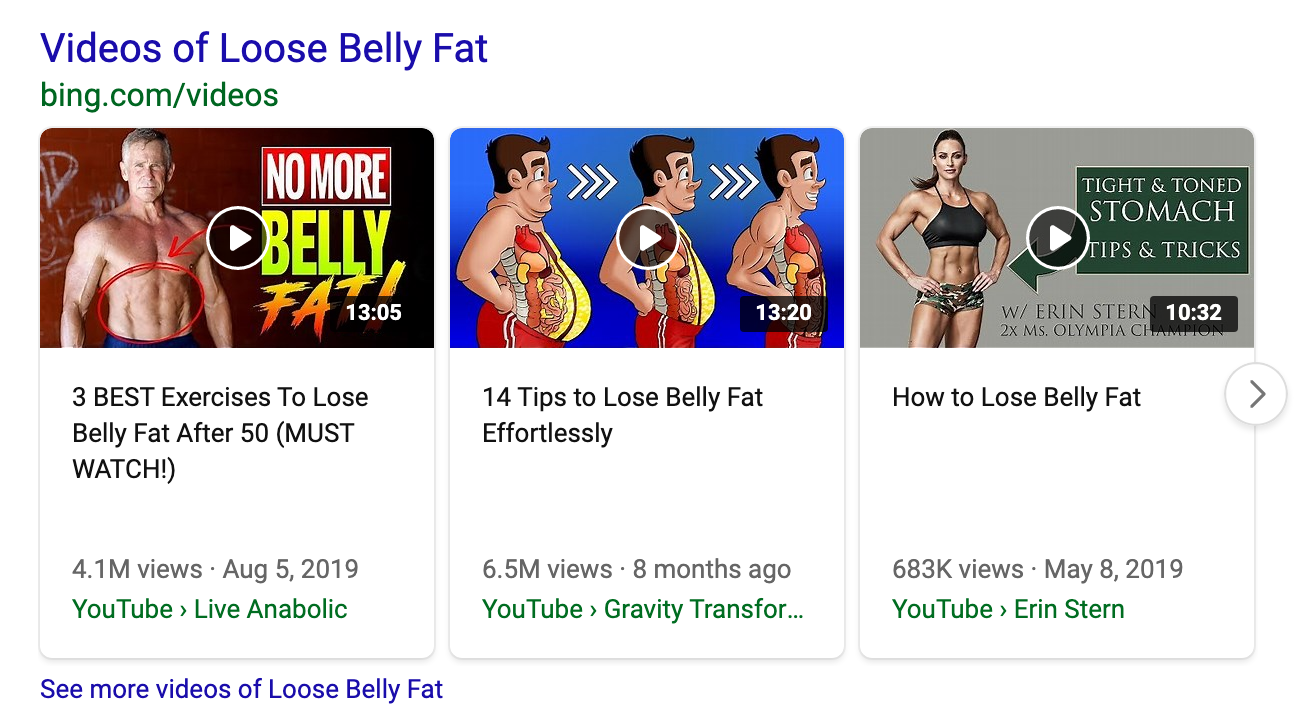 Videos of Loose Belly Fat
bing.com/videos
NO MORE
BELLY
FAT!
13:05
3 BEST Exercises To Lose
Belly Fat After 50 (MUST
WATCH!)
4.1M views · Aug 5, 2019
YouTube › Live Anabolic
13:20
14 Tips to Lose Belly Fat
Effortlessly
6.5M views · 8 months ago
YouTube › Gravity Transfor...
TIGHT & TONED
STOMACH
TIPS & TRICKS
W/ ERIN STERN
2X MS. OLYMPIA CHAMPION
10:32
How to Lose Belly Fat
683K views · May 8, 2019
YouTube › Erin Stern
See more videos of Loose Belly Fat